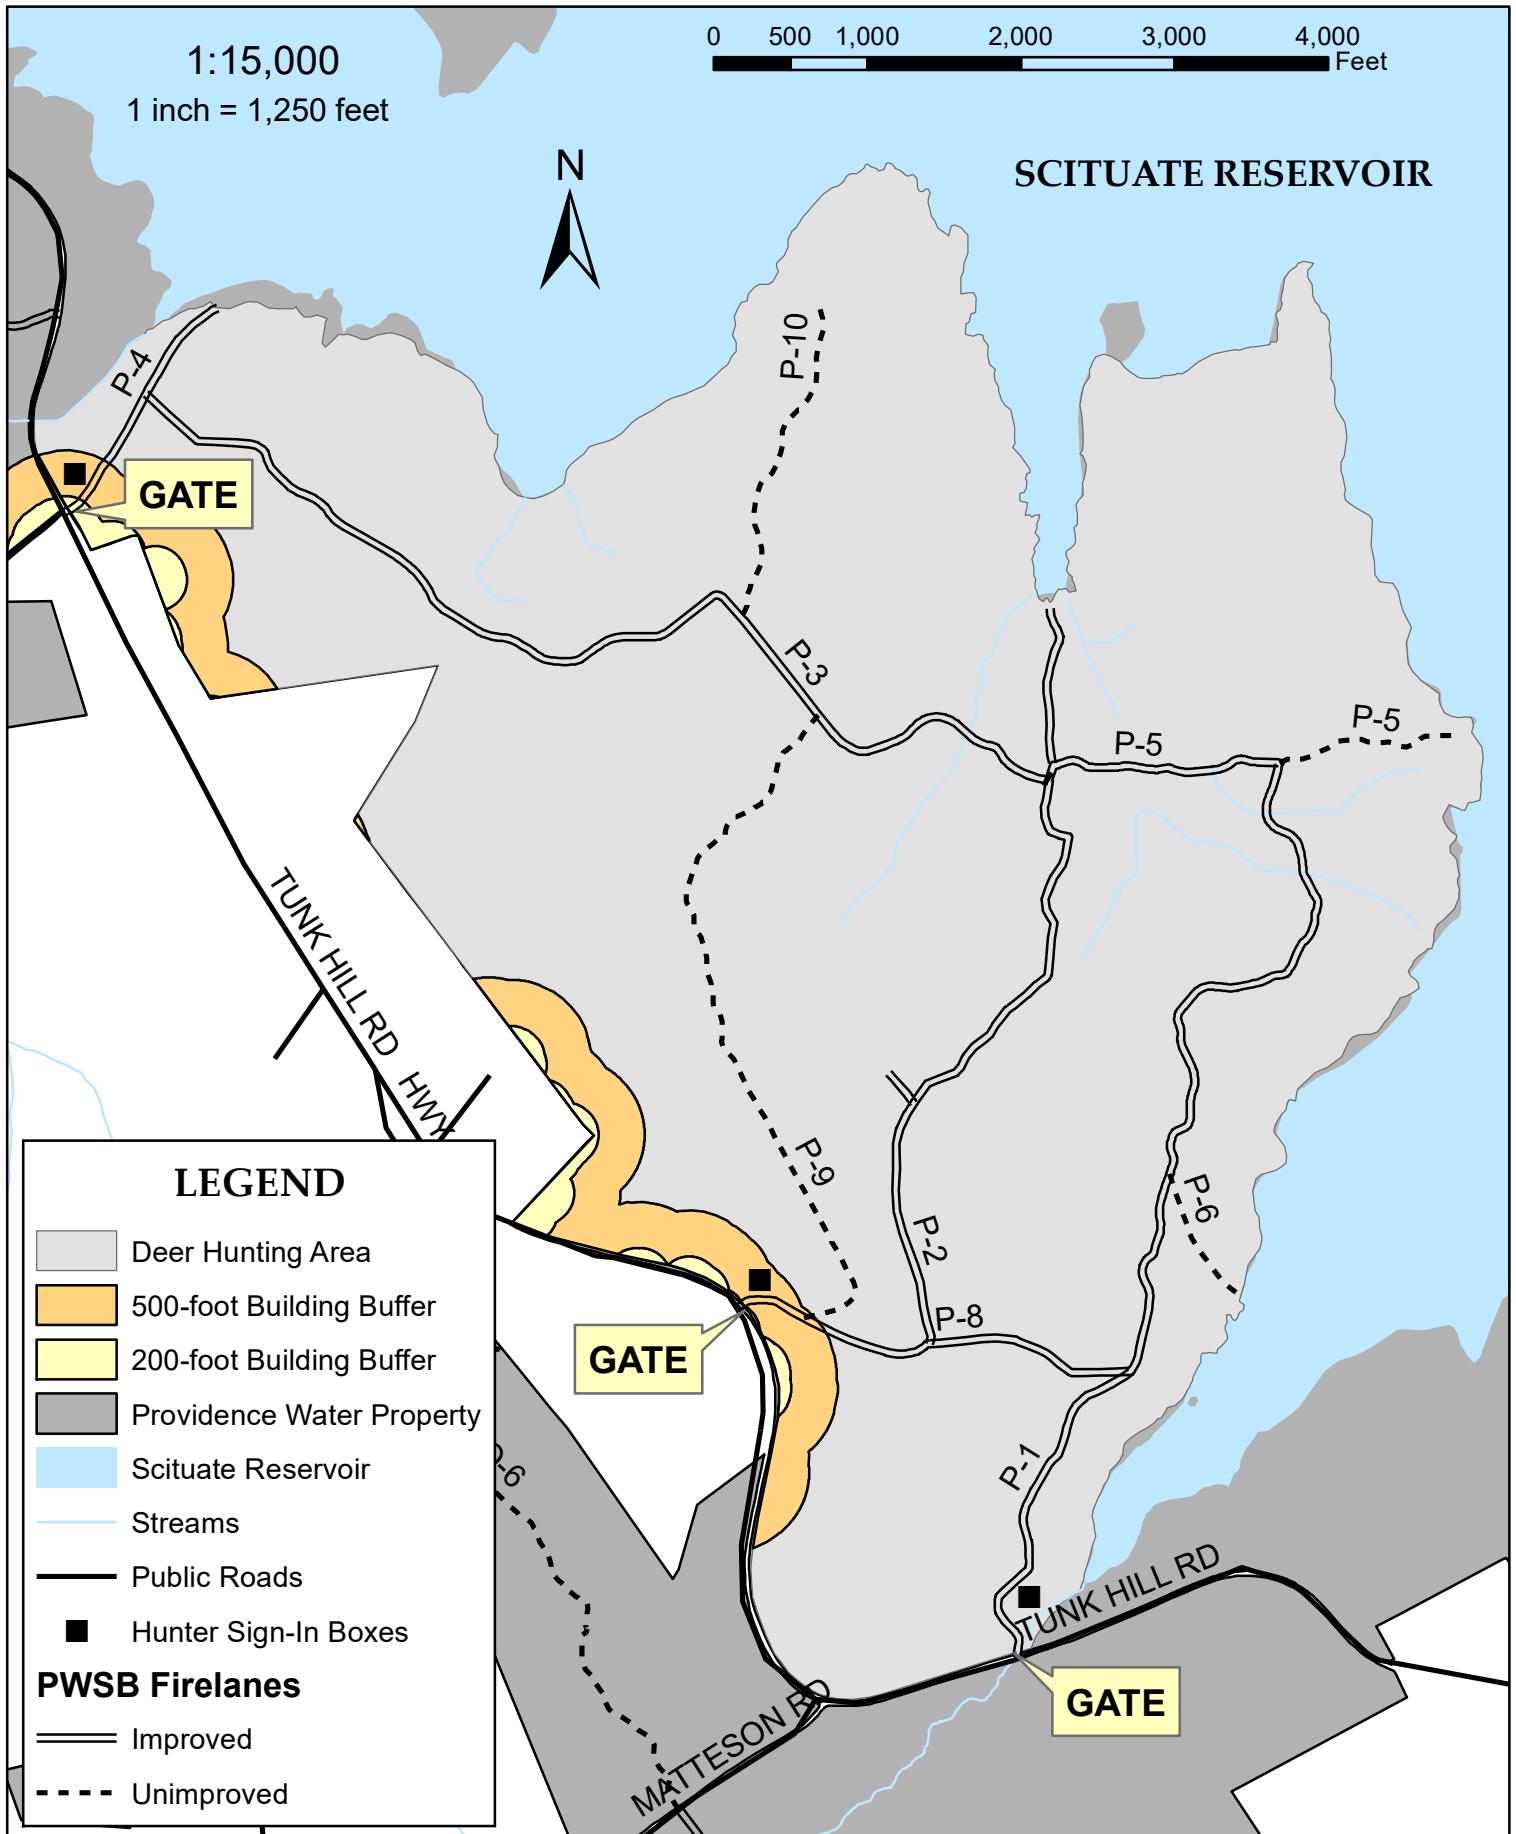 1:15,000
1 inch = 1,250 feet
0 500 1,000 2,000 3,000 4,000
Feet
N
SCITUATE RESERVOIR
P-10
P-4
GATE
P-3
P-5
P-5
TUNK HILL RD HWY
P-9
P-6
P-2
P-8
GATE
P-1
TUNK HILL RD
GATE
MATTESON RD
LEGEND
Deer Hunting Area
500-foot Building Buffer
200-foot Building Buffer
Providence Water Property
Scituate Reservoir
Streams
Public Roads
Hunter Sign-In Boxes
PWSB Firelanes
Improved
Unimproved